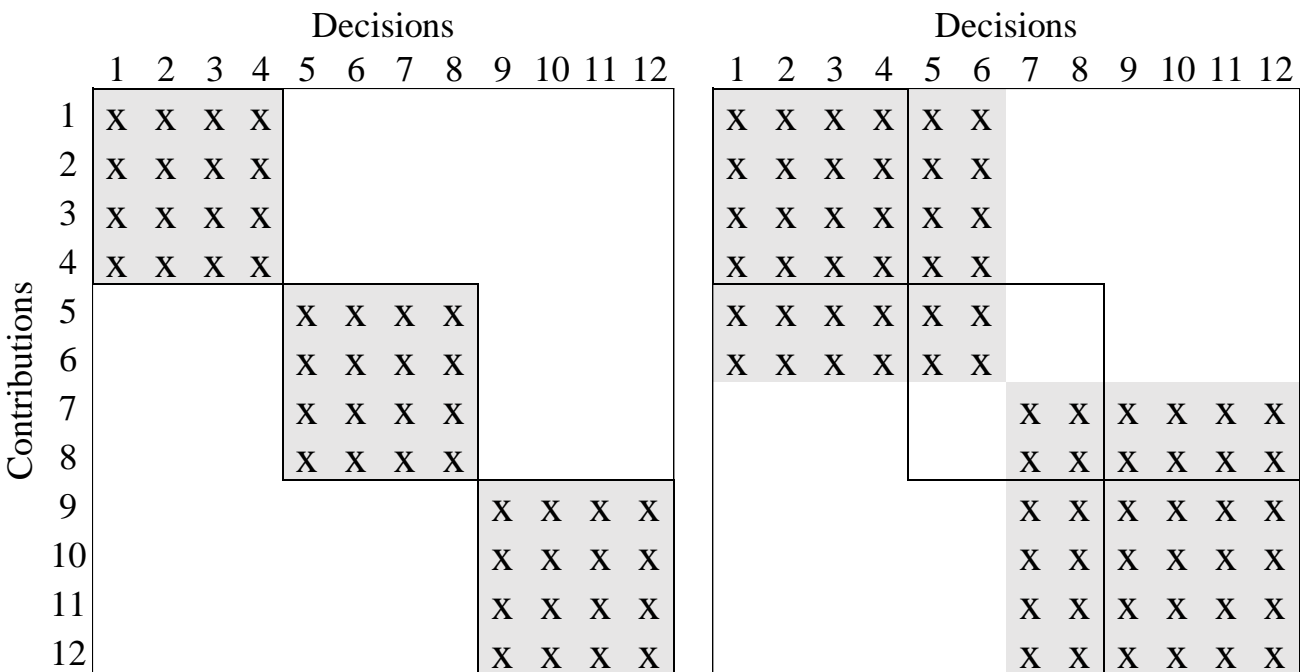 Decisions Decisions
1 2 3 4 5 6 7 8 9 10 11 12 1 2 3 4 5 6 7 8 9 10 11 12
Contributions
1 x x x x x x x x x x
2 x x x x x x x x x x
3 x x x x x x x x x x
4 x x x x x x x x x x
5 x x x x x x x x x x
6 x x x x x x x x x x
7 x x x x x x x x x x
8 x x x x x x x x x x
9 x x x x x x x x x x
10 x x x x x x x x x x
11 x x x x x x x x x x
12 x x x x x x x x x x